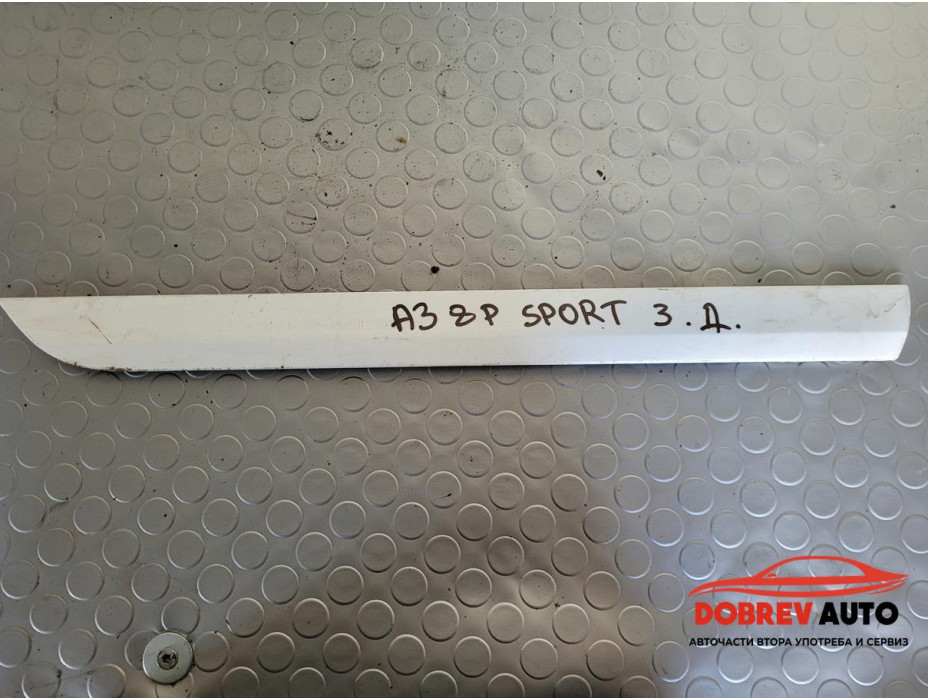 A3 8P SPORT 3.Д.
DOBREV AUTO
АВТОЧАСТИ ВТОРА УПОТРЕБА И СЕРВИЗ